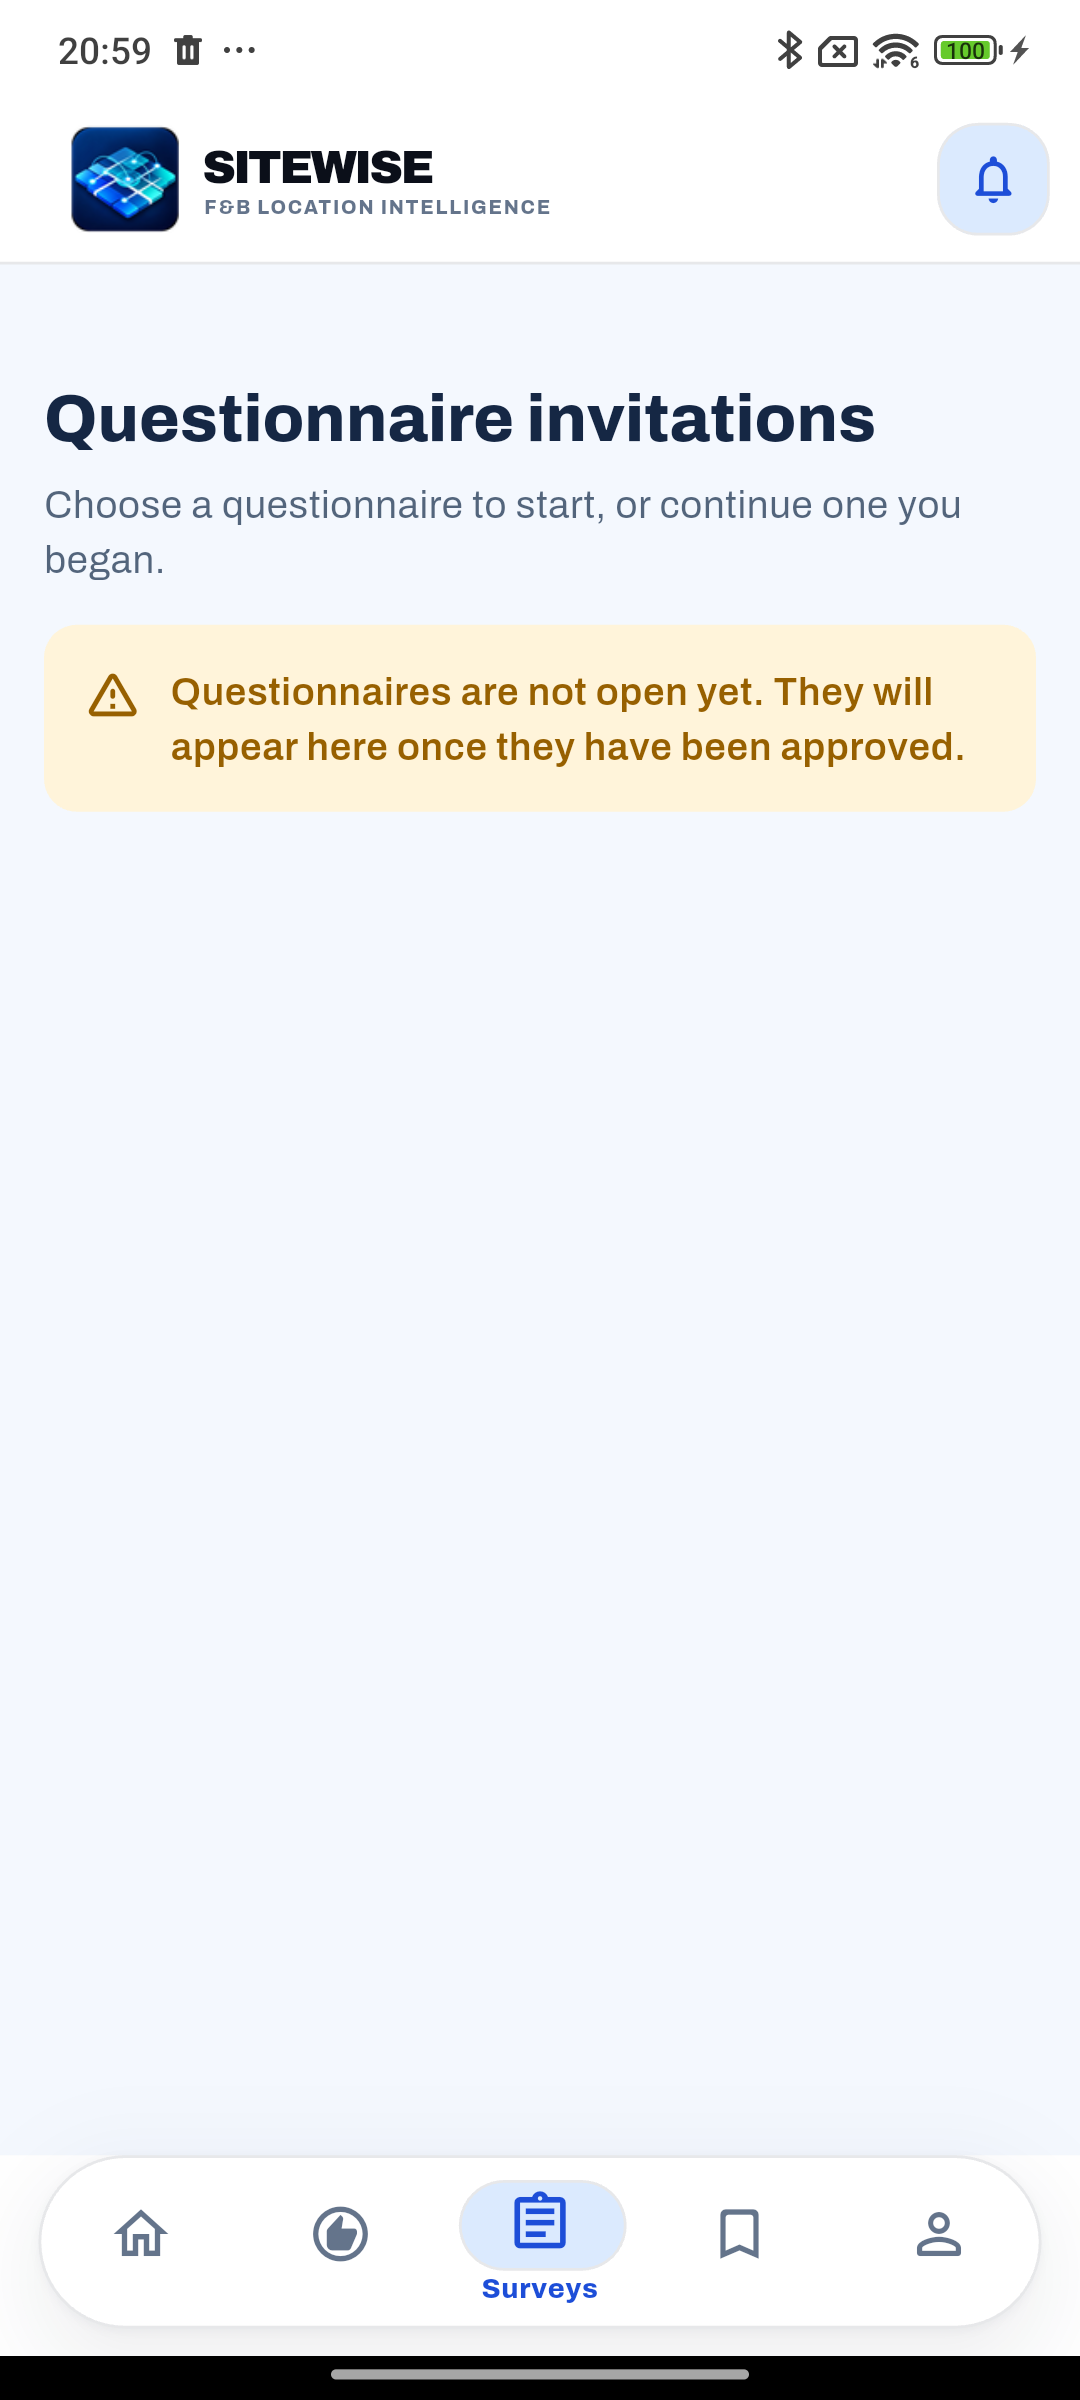 20:59
6
100
SITEWISE
F&B LOCATION INTELLIGENCE
Questionnaire invitations
Choose a questionnaire to start, or continue one you
began.
Questionnaires are not open yet. They will
appear here once they have been approved.
Surveys